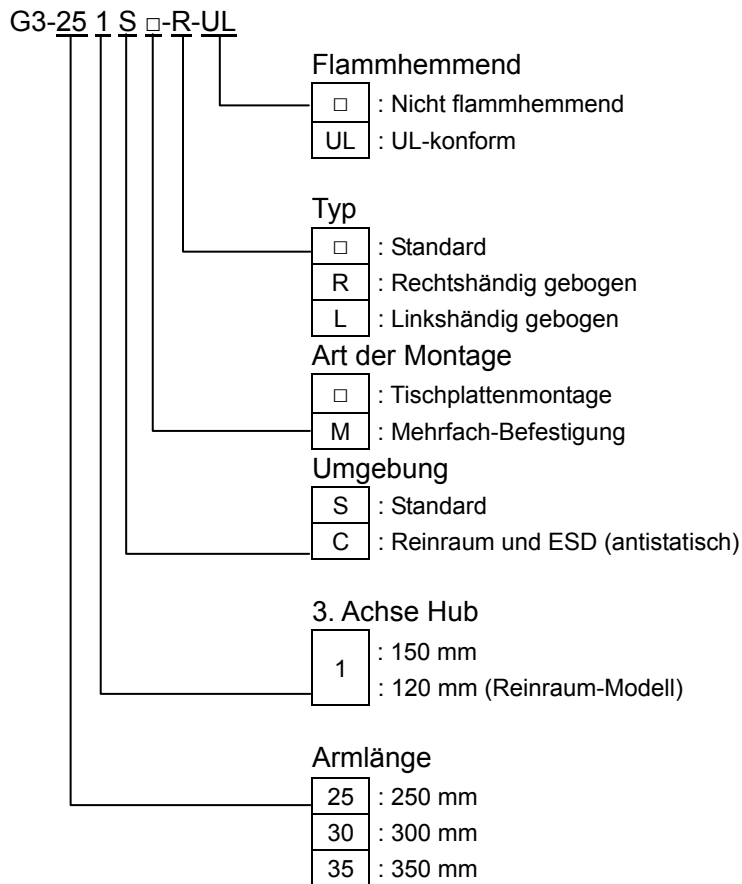 G3-25 1 S □-R-UL
Flammhemmend
□ : Nicht flammhemmend
UL : UL-konform
Typ
□ : Standard
R : Rechtshändig gebogen
L : Linkshändig gebogen
Art der Montage
□ : Tischplattenmontage
M : Mehrfach-Befestigung
Umgebung
S : Standard
C : Reinraum und ESD (antistatisch)
3. Achse Hub
1 : 150 mm
: 120 mm (Reinraum-Modell)
Armlänge
25 : 250 mm
30 : 300 mm
35 : 350 mm